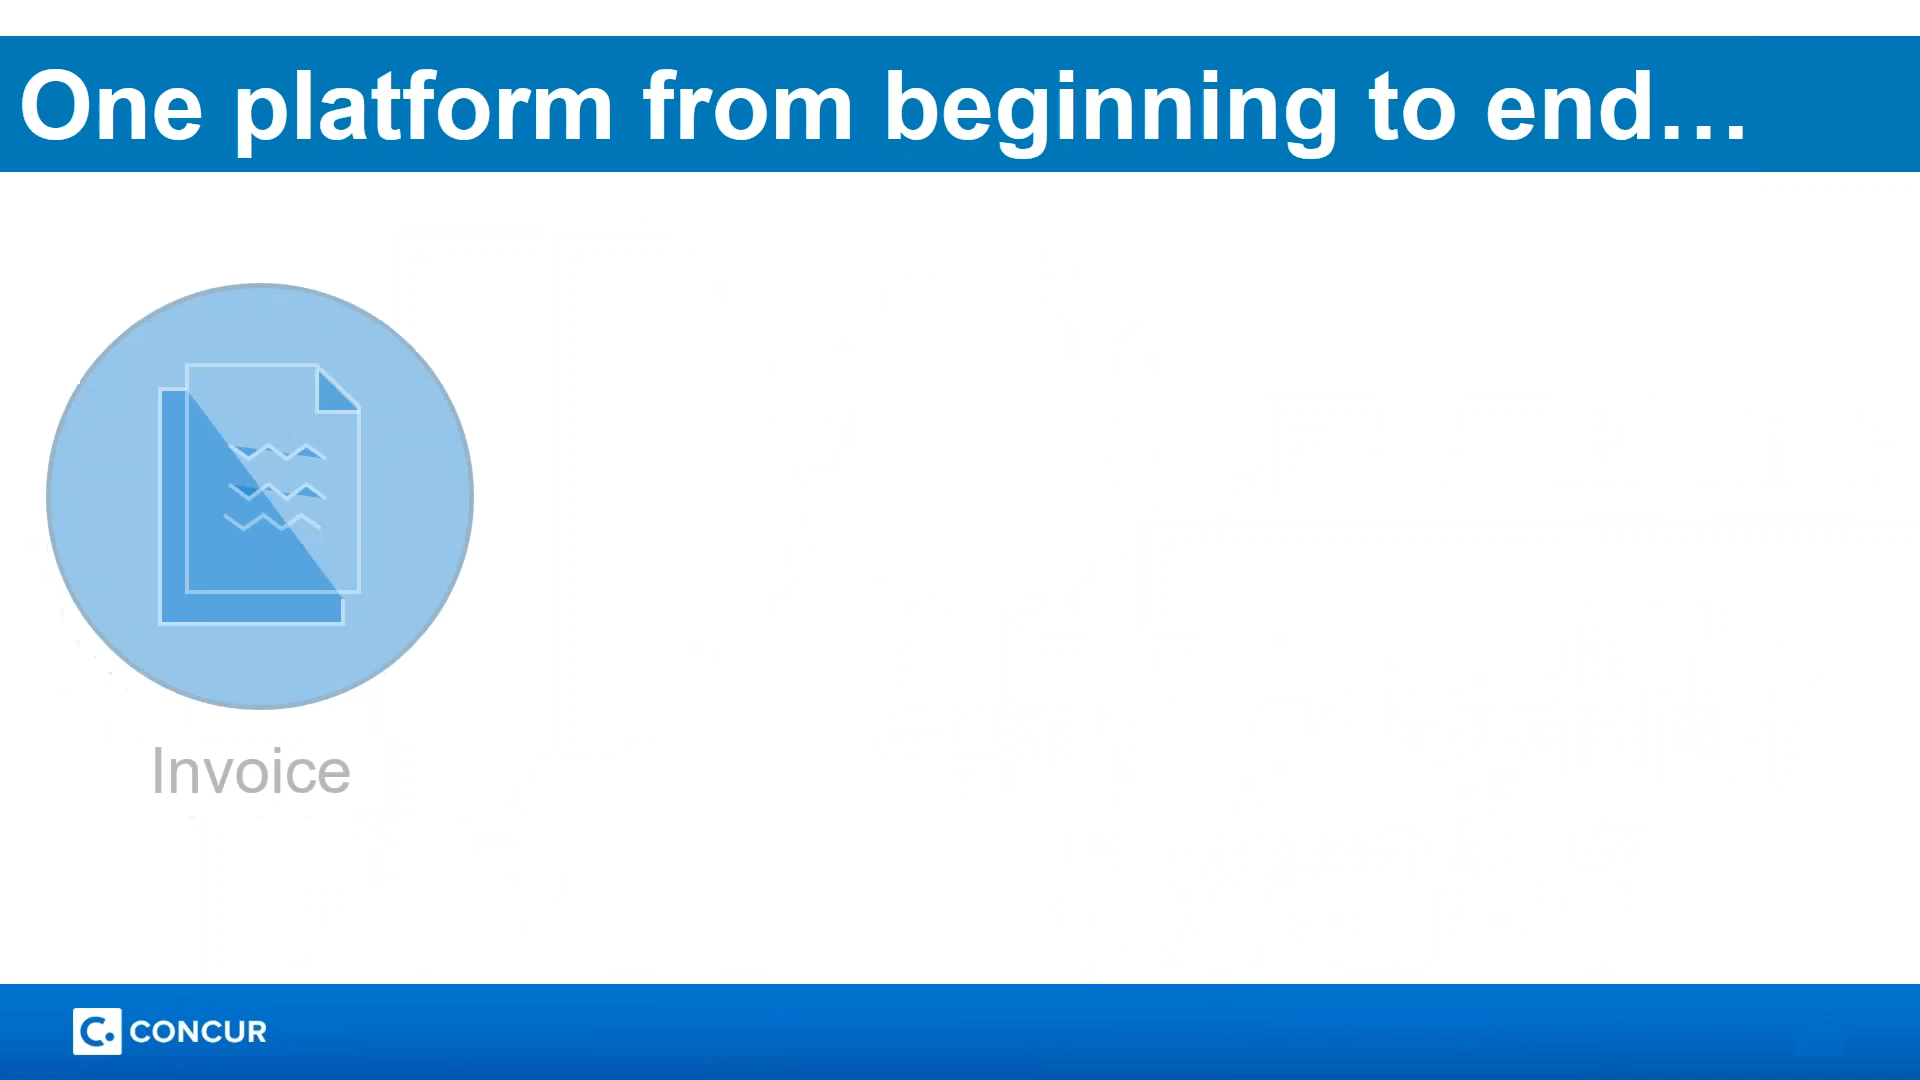 One platform from beginning to end…
Invoice
C. CONCUR